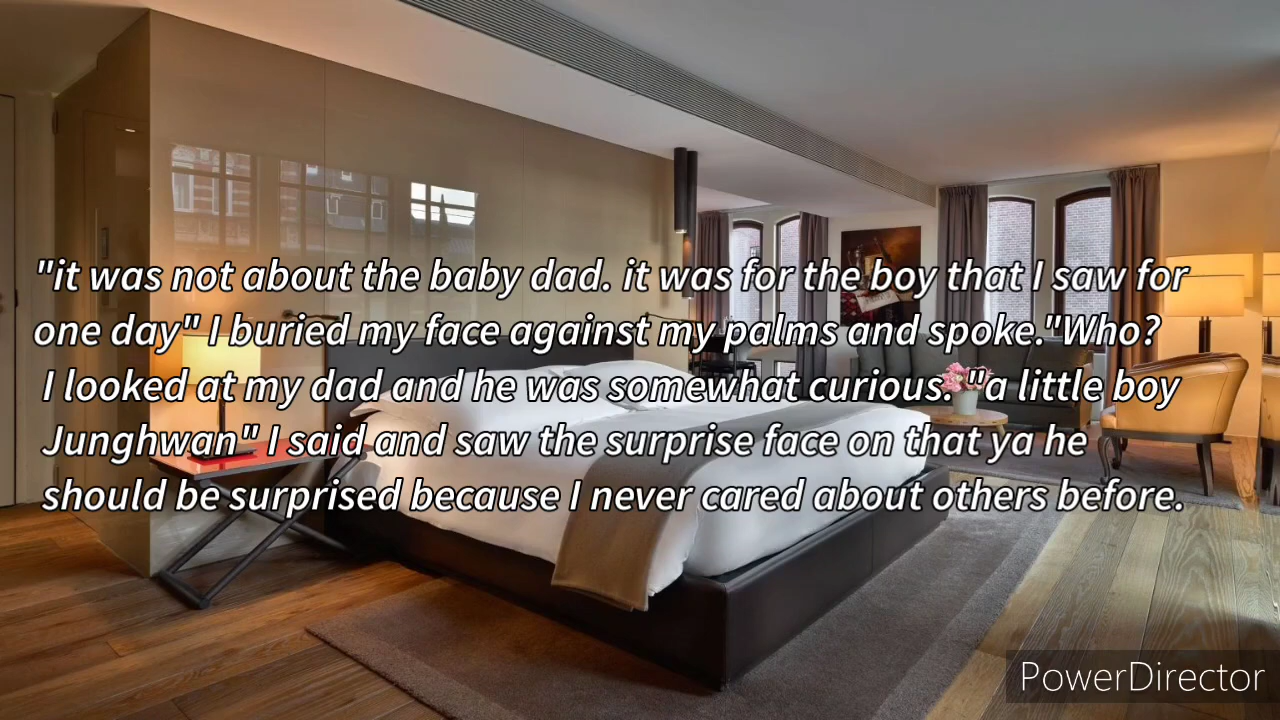 "it was not about the baby dad. it was for the boy that I saw for
one day" I buried my face against my palms and spoke."Who?
I looked at my dad and he was somewhat curious. "a little boy
Junghwan" I said and saw the surprise face on that ya he
should be surprised because I never cared about others before.
PowerDirector